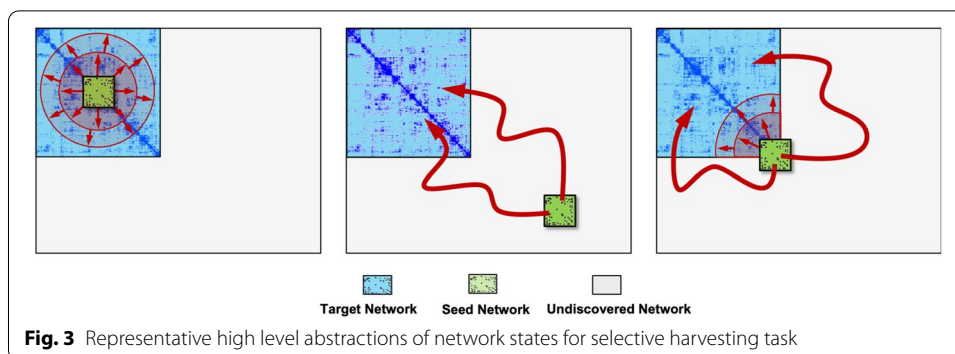 Target Network Seed Network Undiscovered Network
Fig. 3 Representative high level abstractions of network states for selective harvesting task